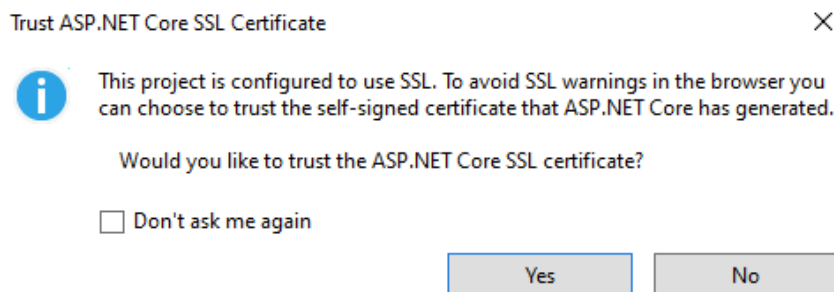 Trust ASP.NET Core SSL Certificate
This project is configured to use SSL. To avoid SSL warnings in the browser you
can choose to trust the self-signed certificate that ASP.NET Core has generated.
Would you like to trust the ASP.NET Core SSL certificate?
Don't ask me again
Yes
No